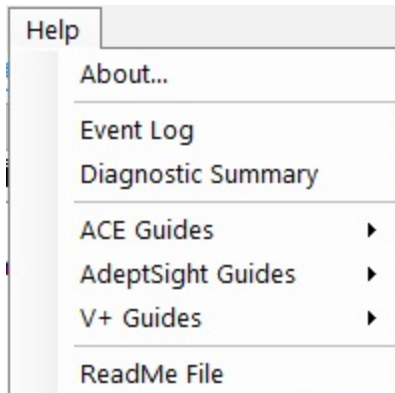 Help
About...
Event Log
Diagnostic Summary
ACE Guides
AdeptSight Guides
V+ Guides
ReadMe File